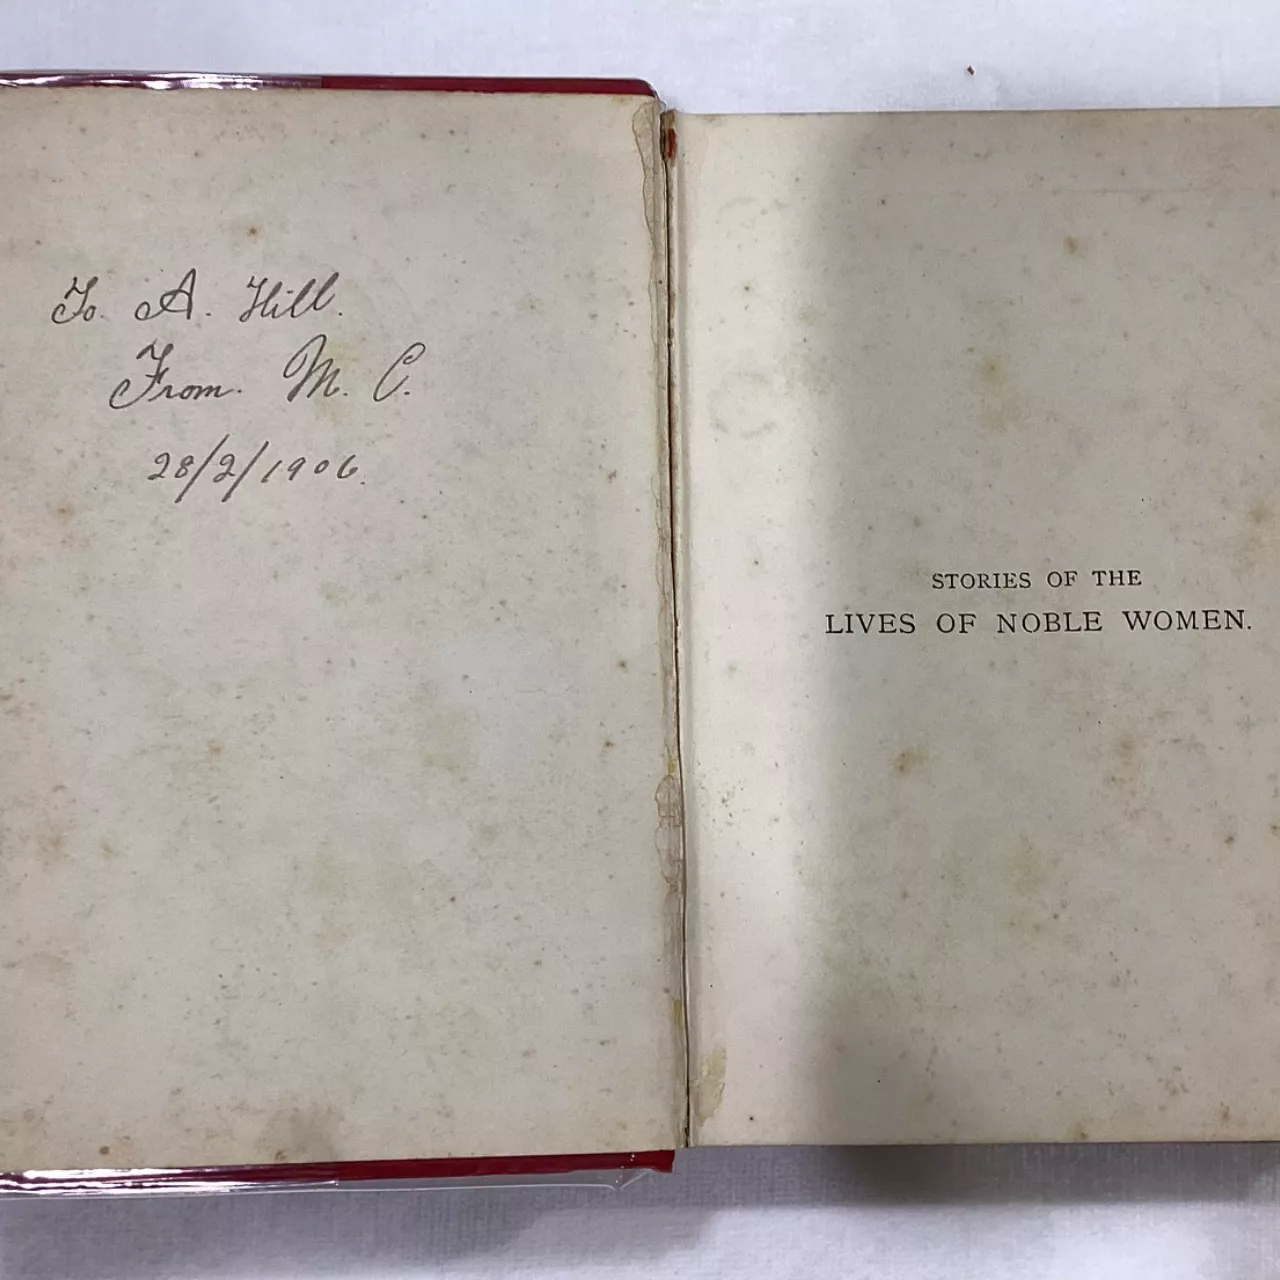 To. A. Hill.
From. M. C.
28/2/1906.
STORIES OF THE
LIVES OF NOBLE WOMEN.